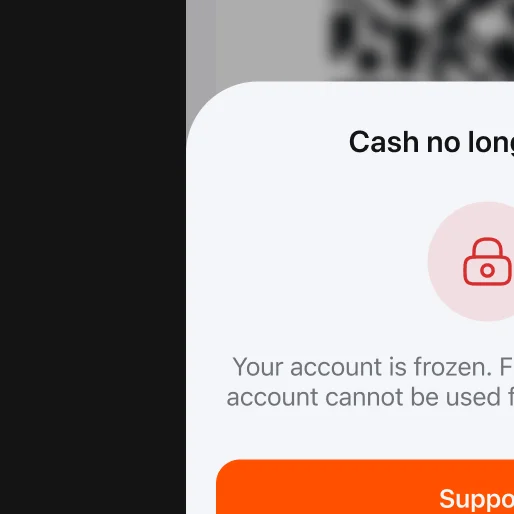 Cash no long
Your account is frozen. F
account cannot be used f
Suppo